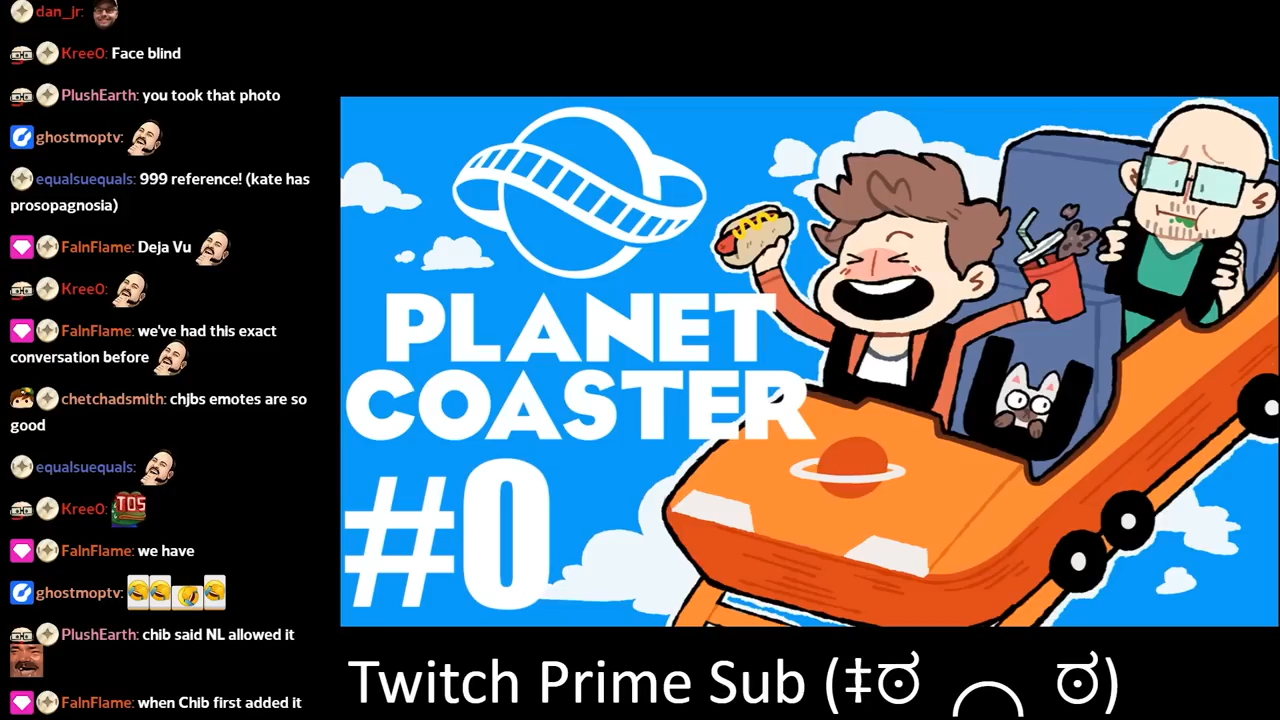 dan_jr:
Kree0: Face blind
PlushEarth: you took that photo
ghostmoptv:
equalsuequals: 999 reference! (kate has
prosopagnosia)
FalnFlame: Deja Vu
Kree0:
FalnFlame: we've had this exact
conversation before
chetchadsmith: chjbs emotes are so
good
equalsuequals:
Kree0: TOS
FalnFlame: we have
ghostmoptv:
PlushEarth: chib said NL allowed it
FalnFlame: when Chib first added it
PLANET
COASTER
#0
Twitch Prime Sub (‡ಠ ╭╮ ಠ)